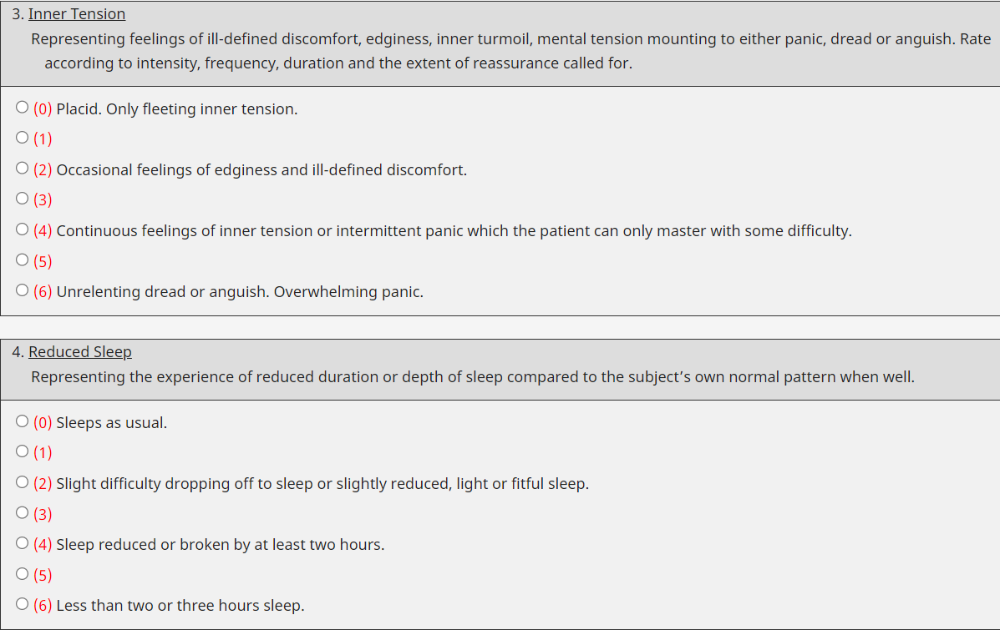 3. Inner Tension
Representing feelings of ill-defined discomfort, edginess, inner turmoil, mental tension mounting to either panic, dread or anguish. Rate
according to intensity, frequency, duration and the extent of reassurance called for.
(0) Placid. Only fleeting inner tension.
(1)
(2) Occasional feelings of edginess and ill-defined discomfort.
(3)
(4) Continuous feelings of inner tension or intermittent panic which the patient can only master with some difficulty.
(5)
(6) Unrelenting dread or anguish. Overwhelming panic.
4. Reduced Sleep
Representing the experience of reduced duration or depth of sleep compared to the subject’s own normal pattern when well.
(0) Sleeps as usual.
(1)
(2) Slight difficulty dropping off to sleep or slightly reduced, light or fitful sleep.
(3)
(4) Sleep reduced or broken by at least two hours.
(5)
(6) Less than two or three hours sleep.